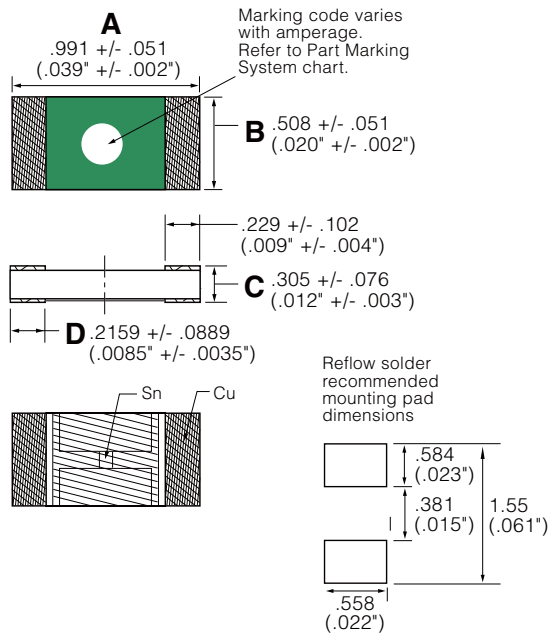 A
.991 +/- .051
(.039" +/- .002")
Marking code varies
with amperage.
Refer to Part Marking
System chart.
B .508 +/- .051
(.020" +/- .002")
.229 +/- .102
(.009" +/- .004")
C .305 +/- .076
(.012" +/- .003")
D .2159 +/- .0889
(.0085" +/- .0035")
Sn
Cu
Reflow solder
recommended
mounting pad
dimensions
.584
(.023")
.381
(.015")
1.55
(.061")
.558
(.022")